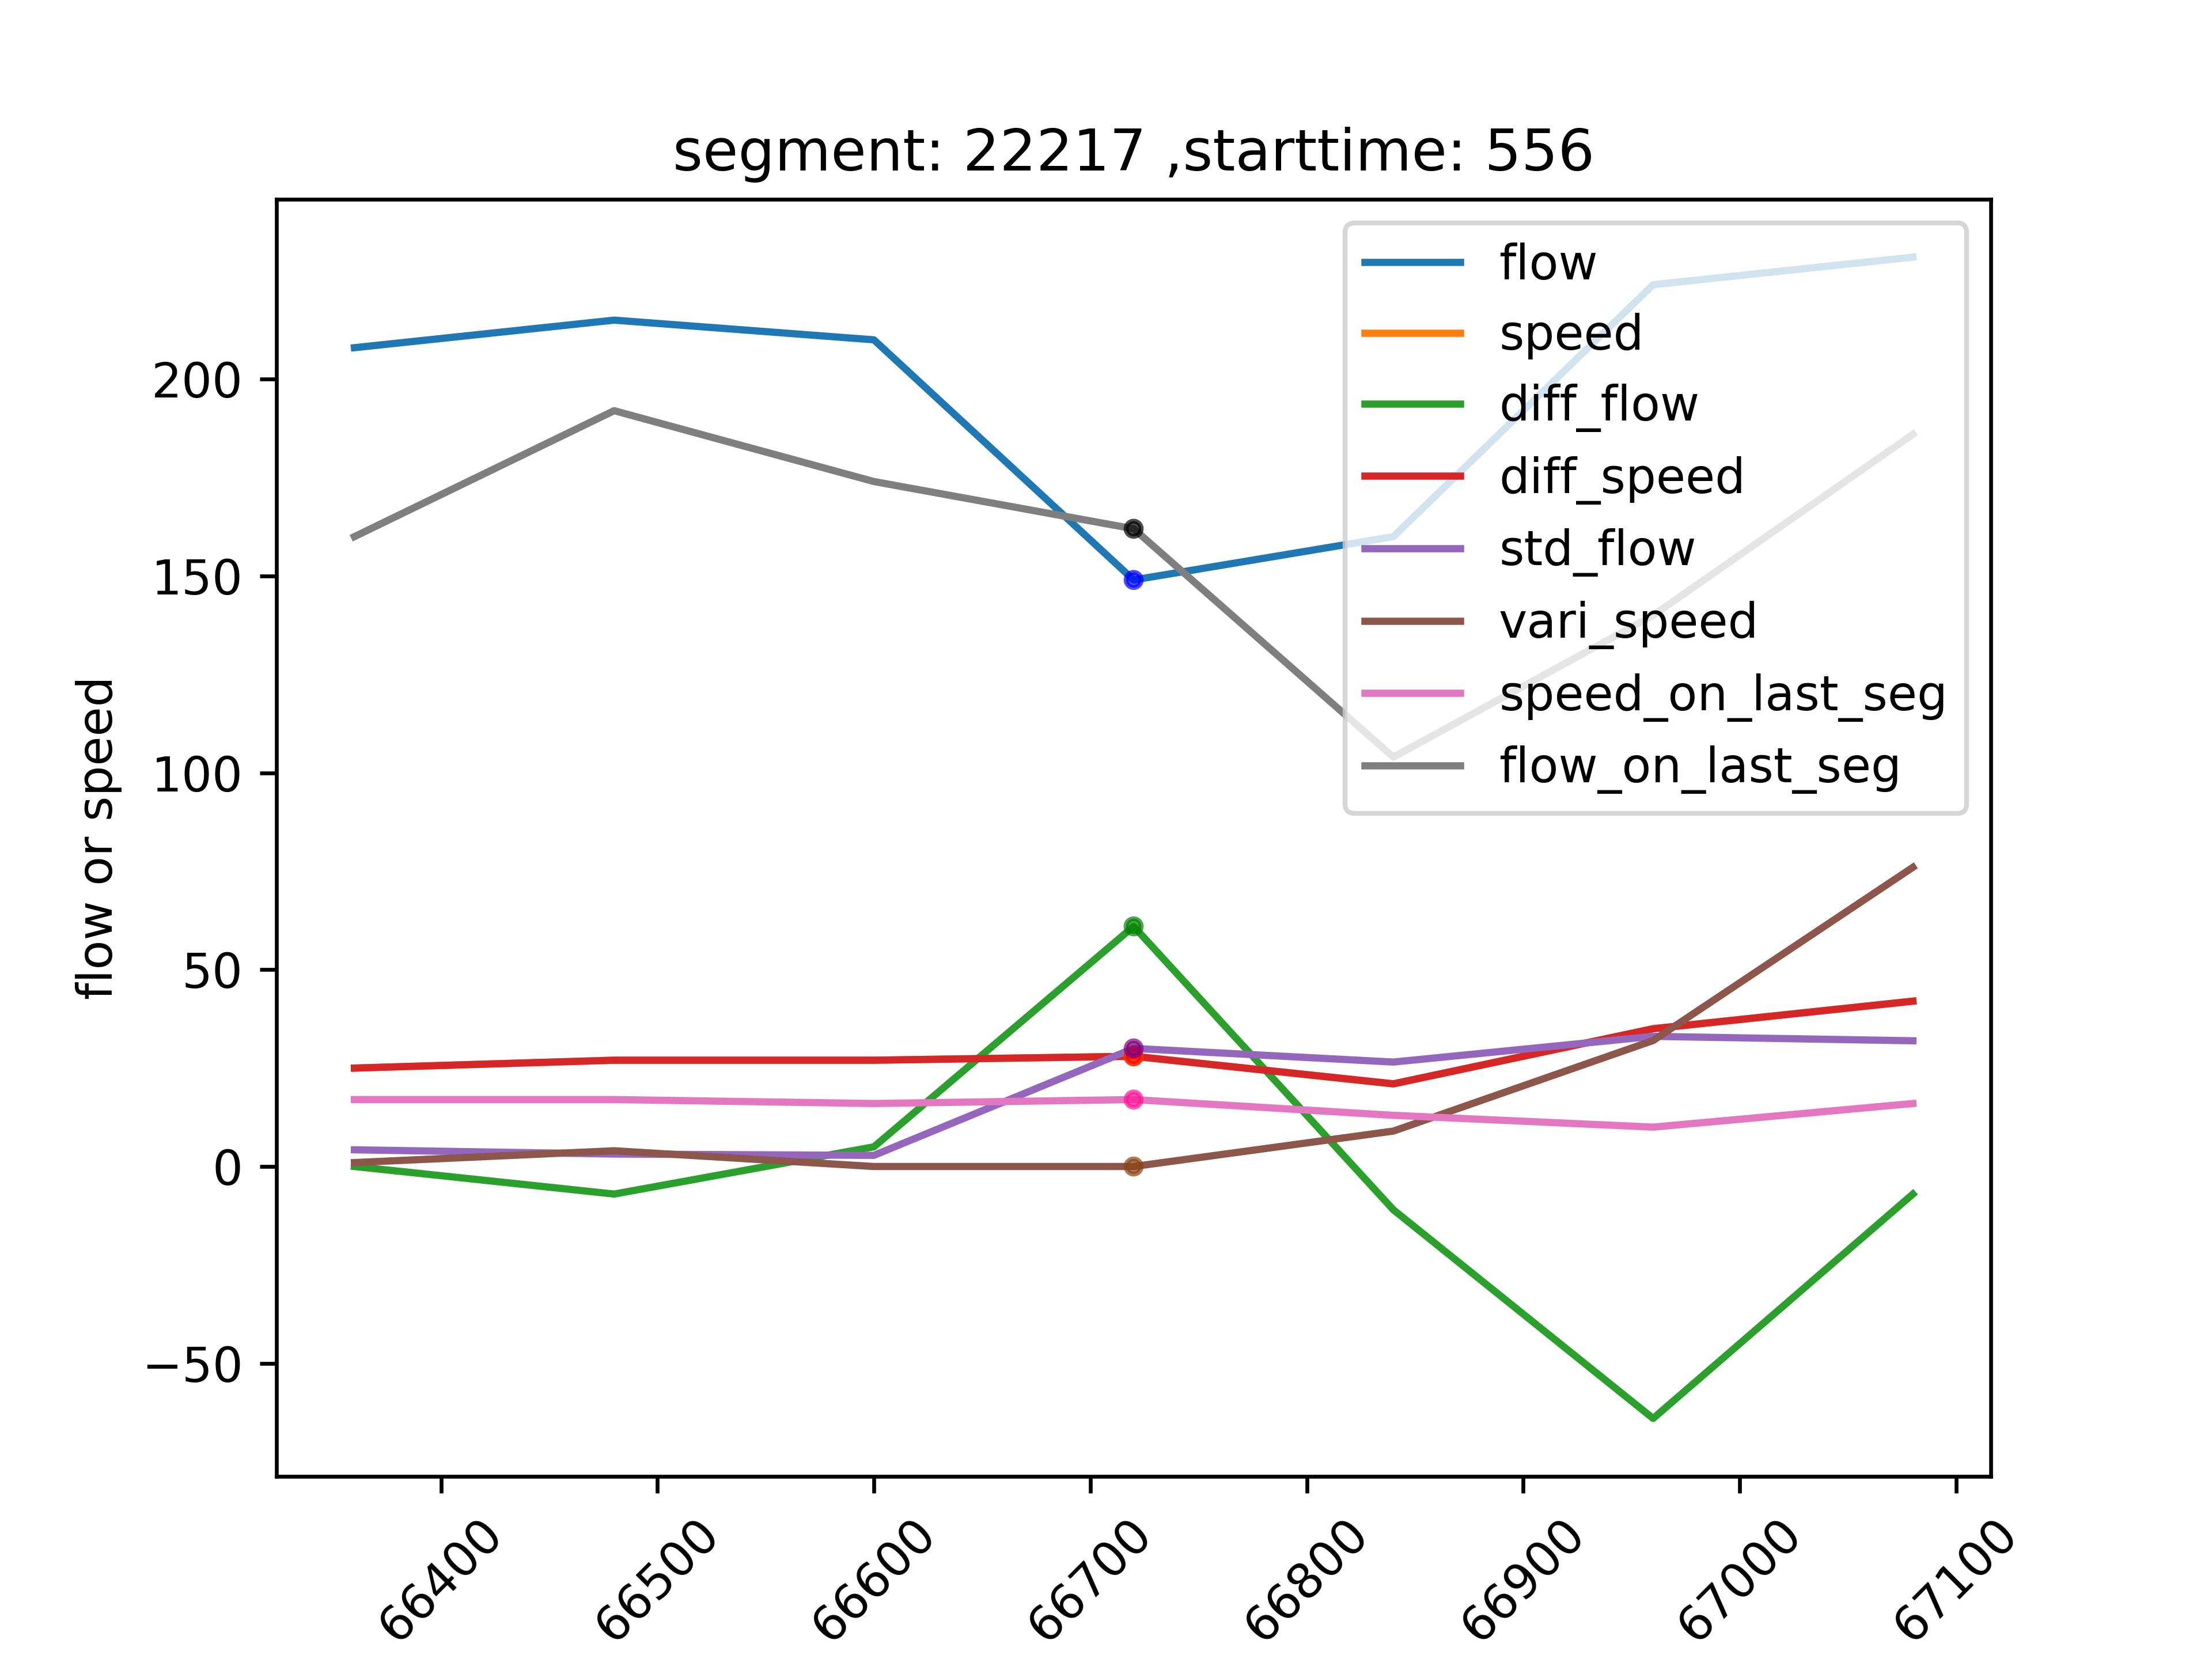 segment: 22217 ,starttime: 556
flow or speed
200
150
100
50
0
−50
flow
speed
diff_flow
diff_speed
std_flow
vari_speed
speed_on_last_seg
flow_on_last_seg
66400
66500
66600
66700
66800
66900
67000
67100